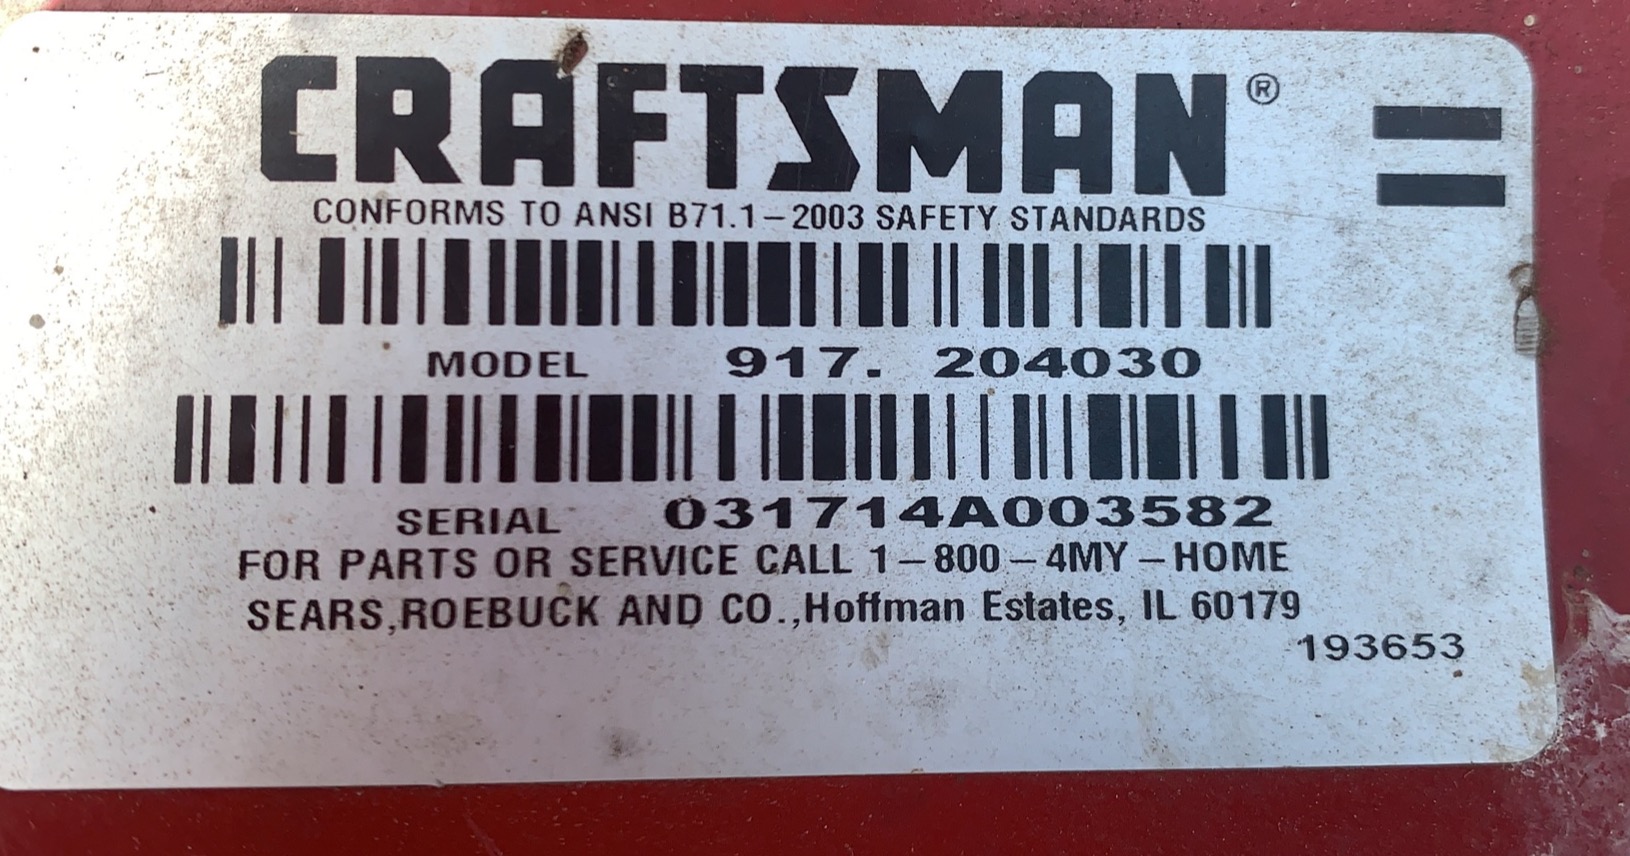 CRAFTSMAN®
CONFORMS TO ANSI B71.1-2003 SAFETY STANDARDS
MODEL 917. 204030
SERIAL 031714A003582
FOR PARTS OR SERVICE CALL 1-800-4MY-HOME
SEARS,ROEBUCK AND CO.,Hoffman Estates, IL 60179
193653